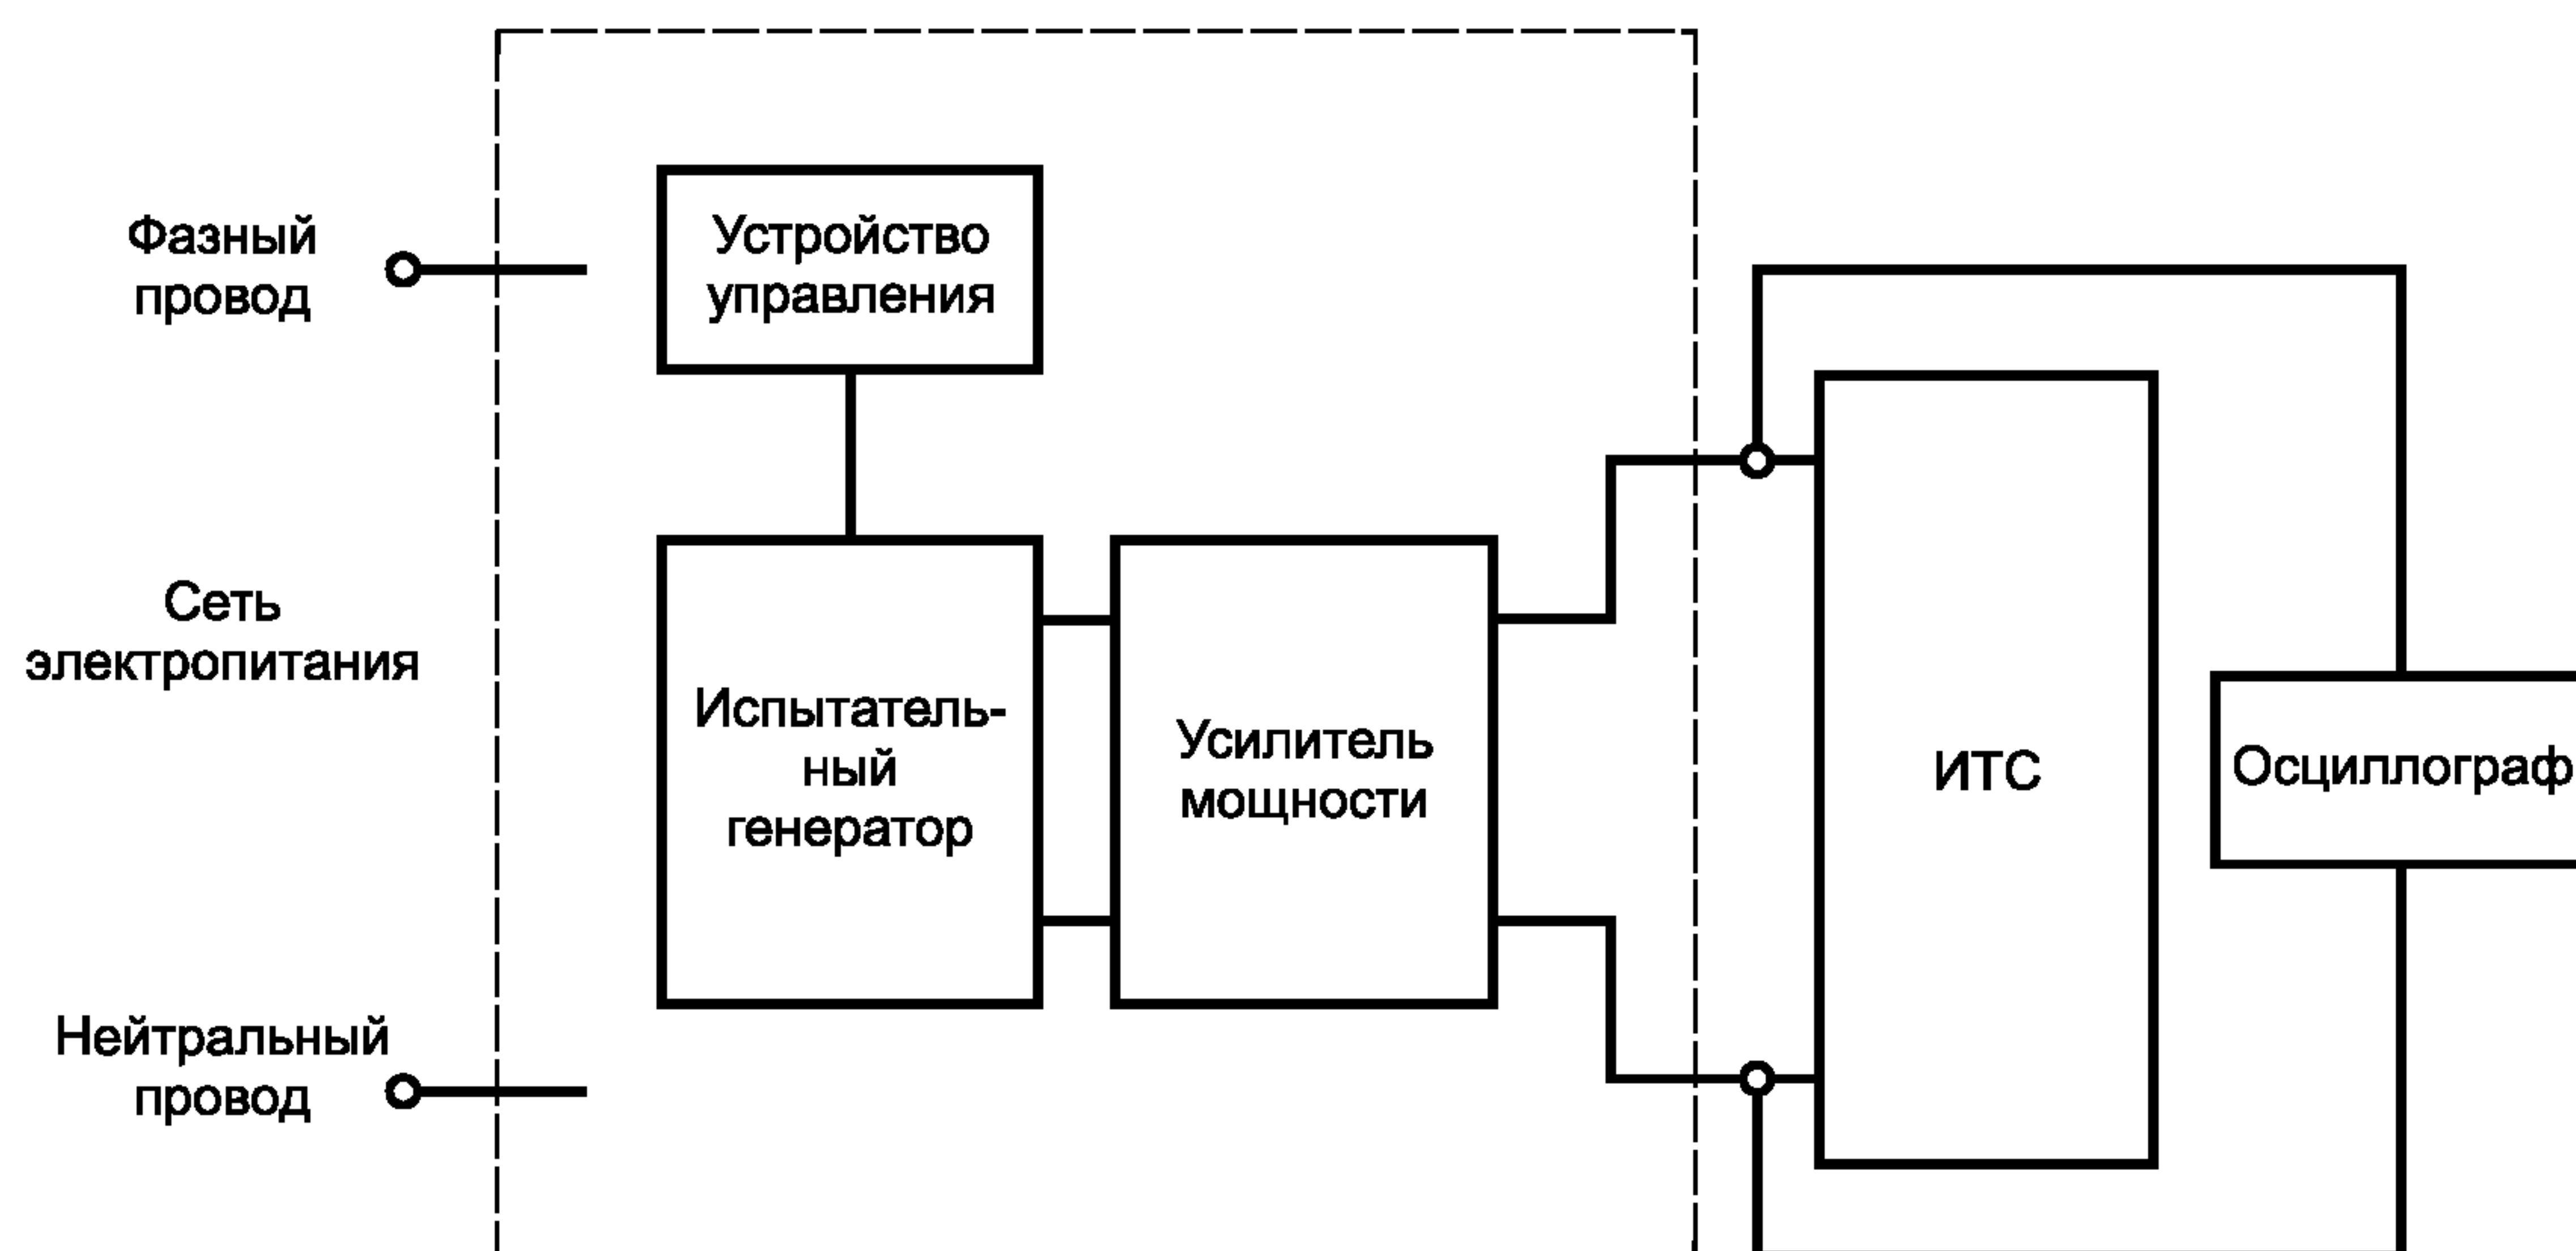 Фазный
провод
Устройство
управления
Сеть
электропитания
Испытатель-
ный
генератор
Усилитель
мощности
ИТС
Осциллограф
Нейтральный
провод